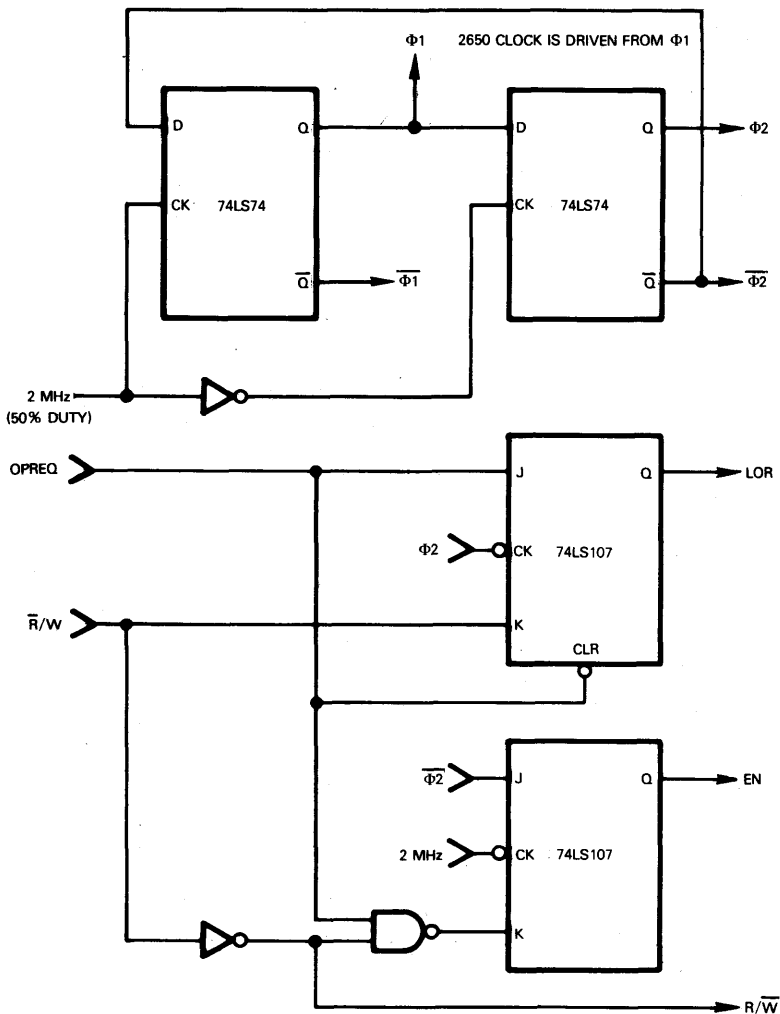 Φ1 2650 CLOCK IS DRIVEN FROM Φ1
D Q D Q Φ2
CK 74LS74 CK 74LS74
Q̅ Φ̅1̅ Q̅ Φ̅2̅
2 MHz
(50% DUTY)
OPREQ J Q LOR
Φ2 CK 74LS107
R̅/W K
CLR
Φ̅2̅ J Q EN
2 MHz CK 74LS107
K
R/W̅